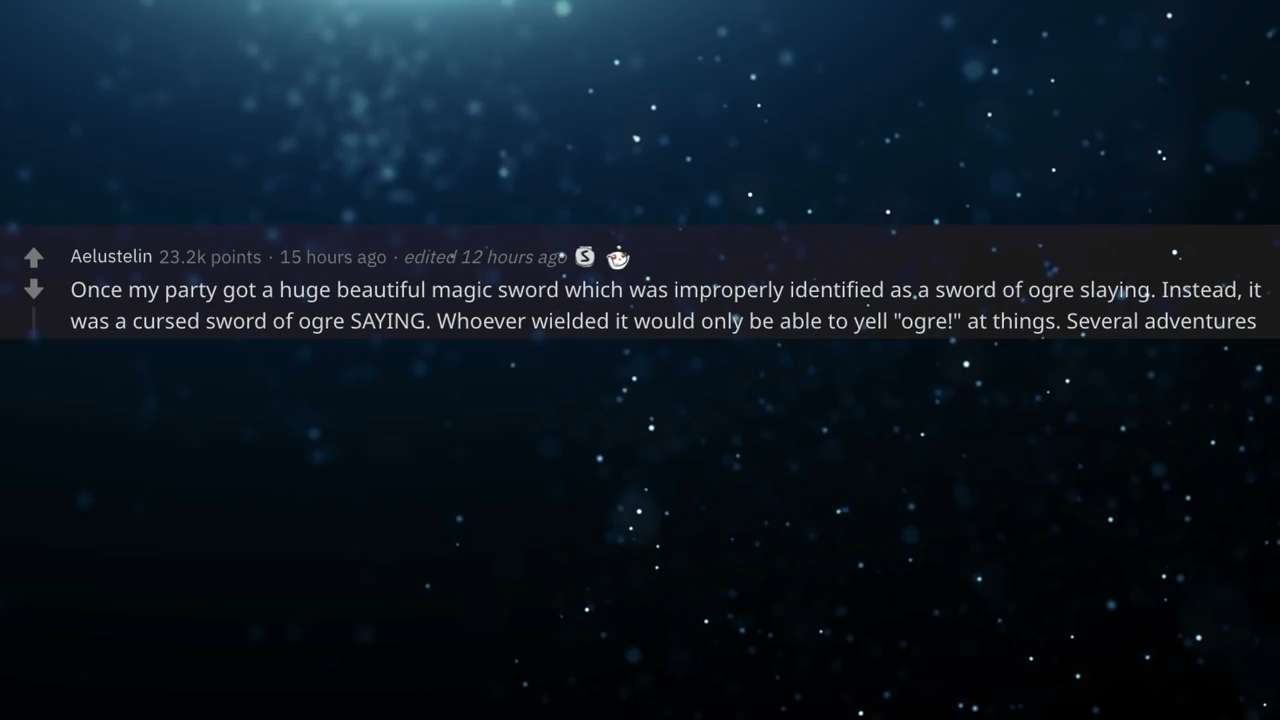 Aelustelin 23.2k points · 15 hours ago · edited 12 hours ago S
Once my party got a huge beautiful magic sword which was improperly identified as a sword of ogre slaying. Instead, it
was a cursed sword of ogre SAYING. Whoever wielded it would only be able to yell "ogre!" at things. Several adventures